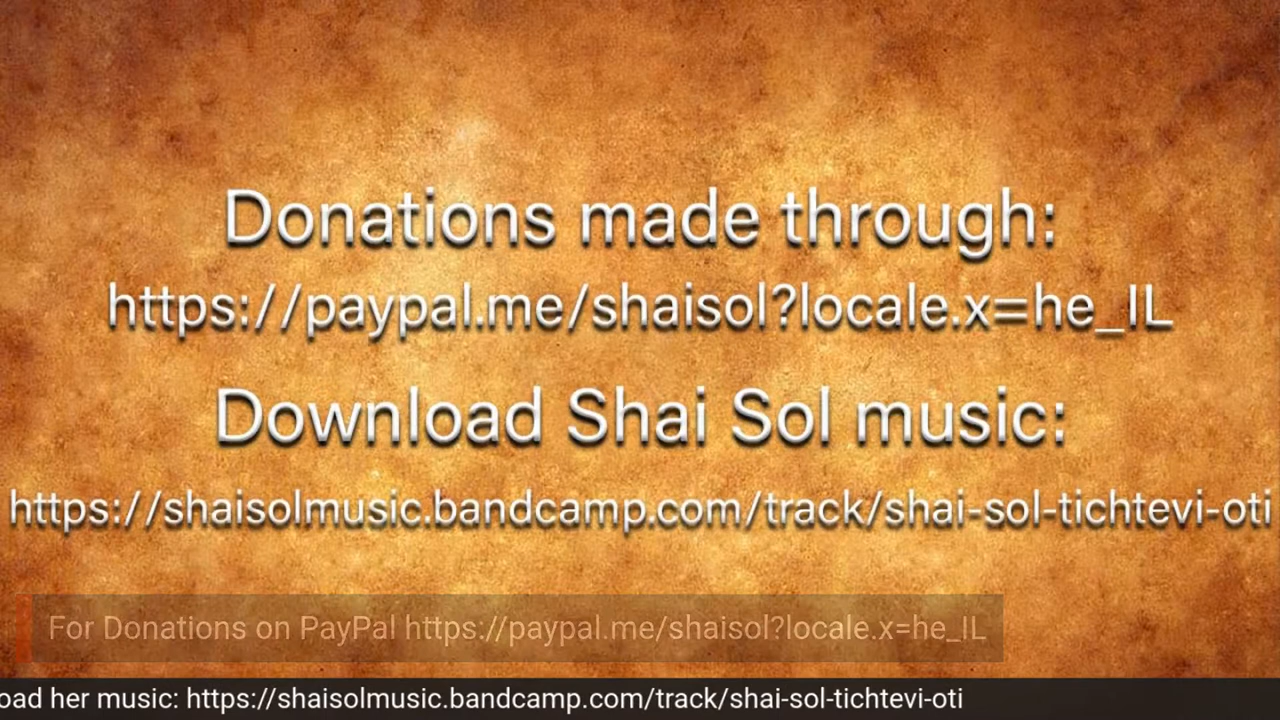 Donations made through:
https://paypal.me/shaisol?locale.x=he_IL
Download Shai Sol music:
https://shaisolmusic.bandcamp.com/track/shai-sol-tichtevi-oti
For Donations on PayPal https://paypal.me/shaisol?locale.x=he_IL
her music: https://shaisolmusic.bandcamp.com/track/shai-sol-tichtevi-oti